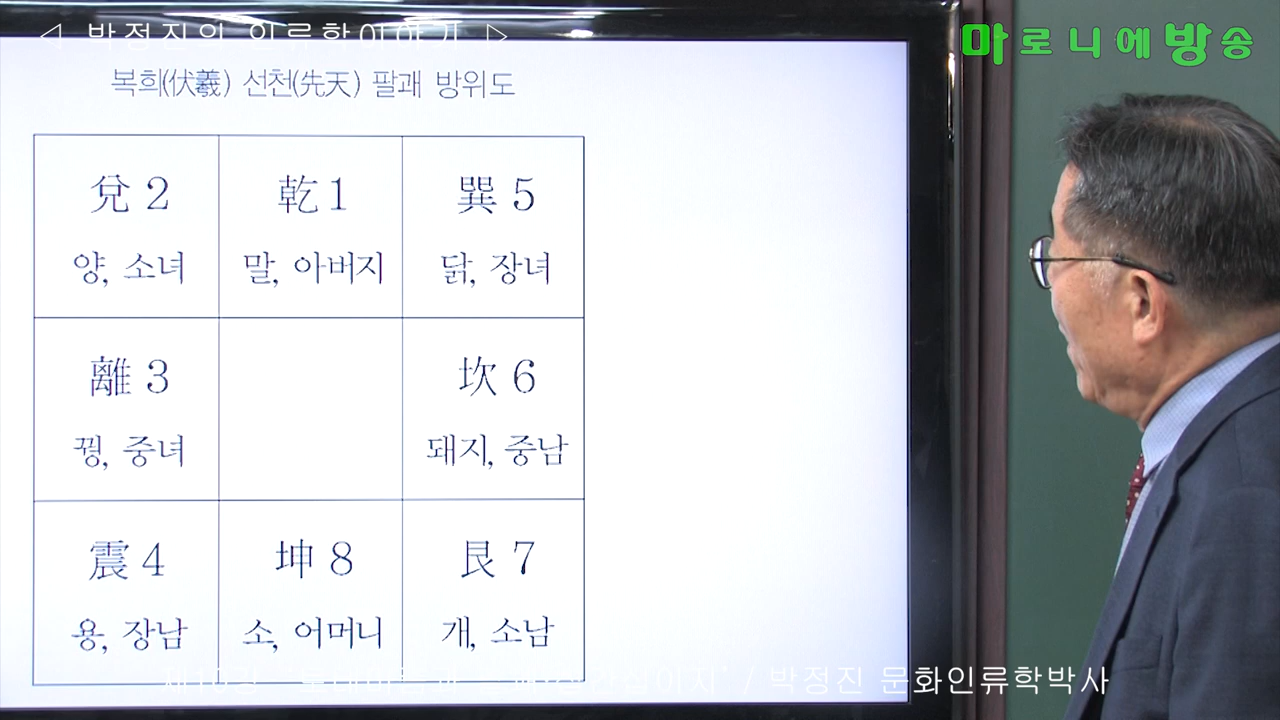 ◁ 박정진의 인류학이야기 ▷
마로니에방송
복희(伏羲) 선천(先天) 팔괘 방위도
兌 2
양, 소녀
乾 1
말, 아버지
巽 5
닭, 장녀
離 3
꿩, 중녀
坎 6
돼지, 중남
震 4
용, 장남
坤 8
소, 어머니
艮 7
개, 소남
/ 박정진 문화인류학박사